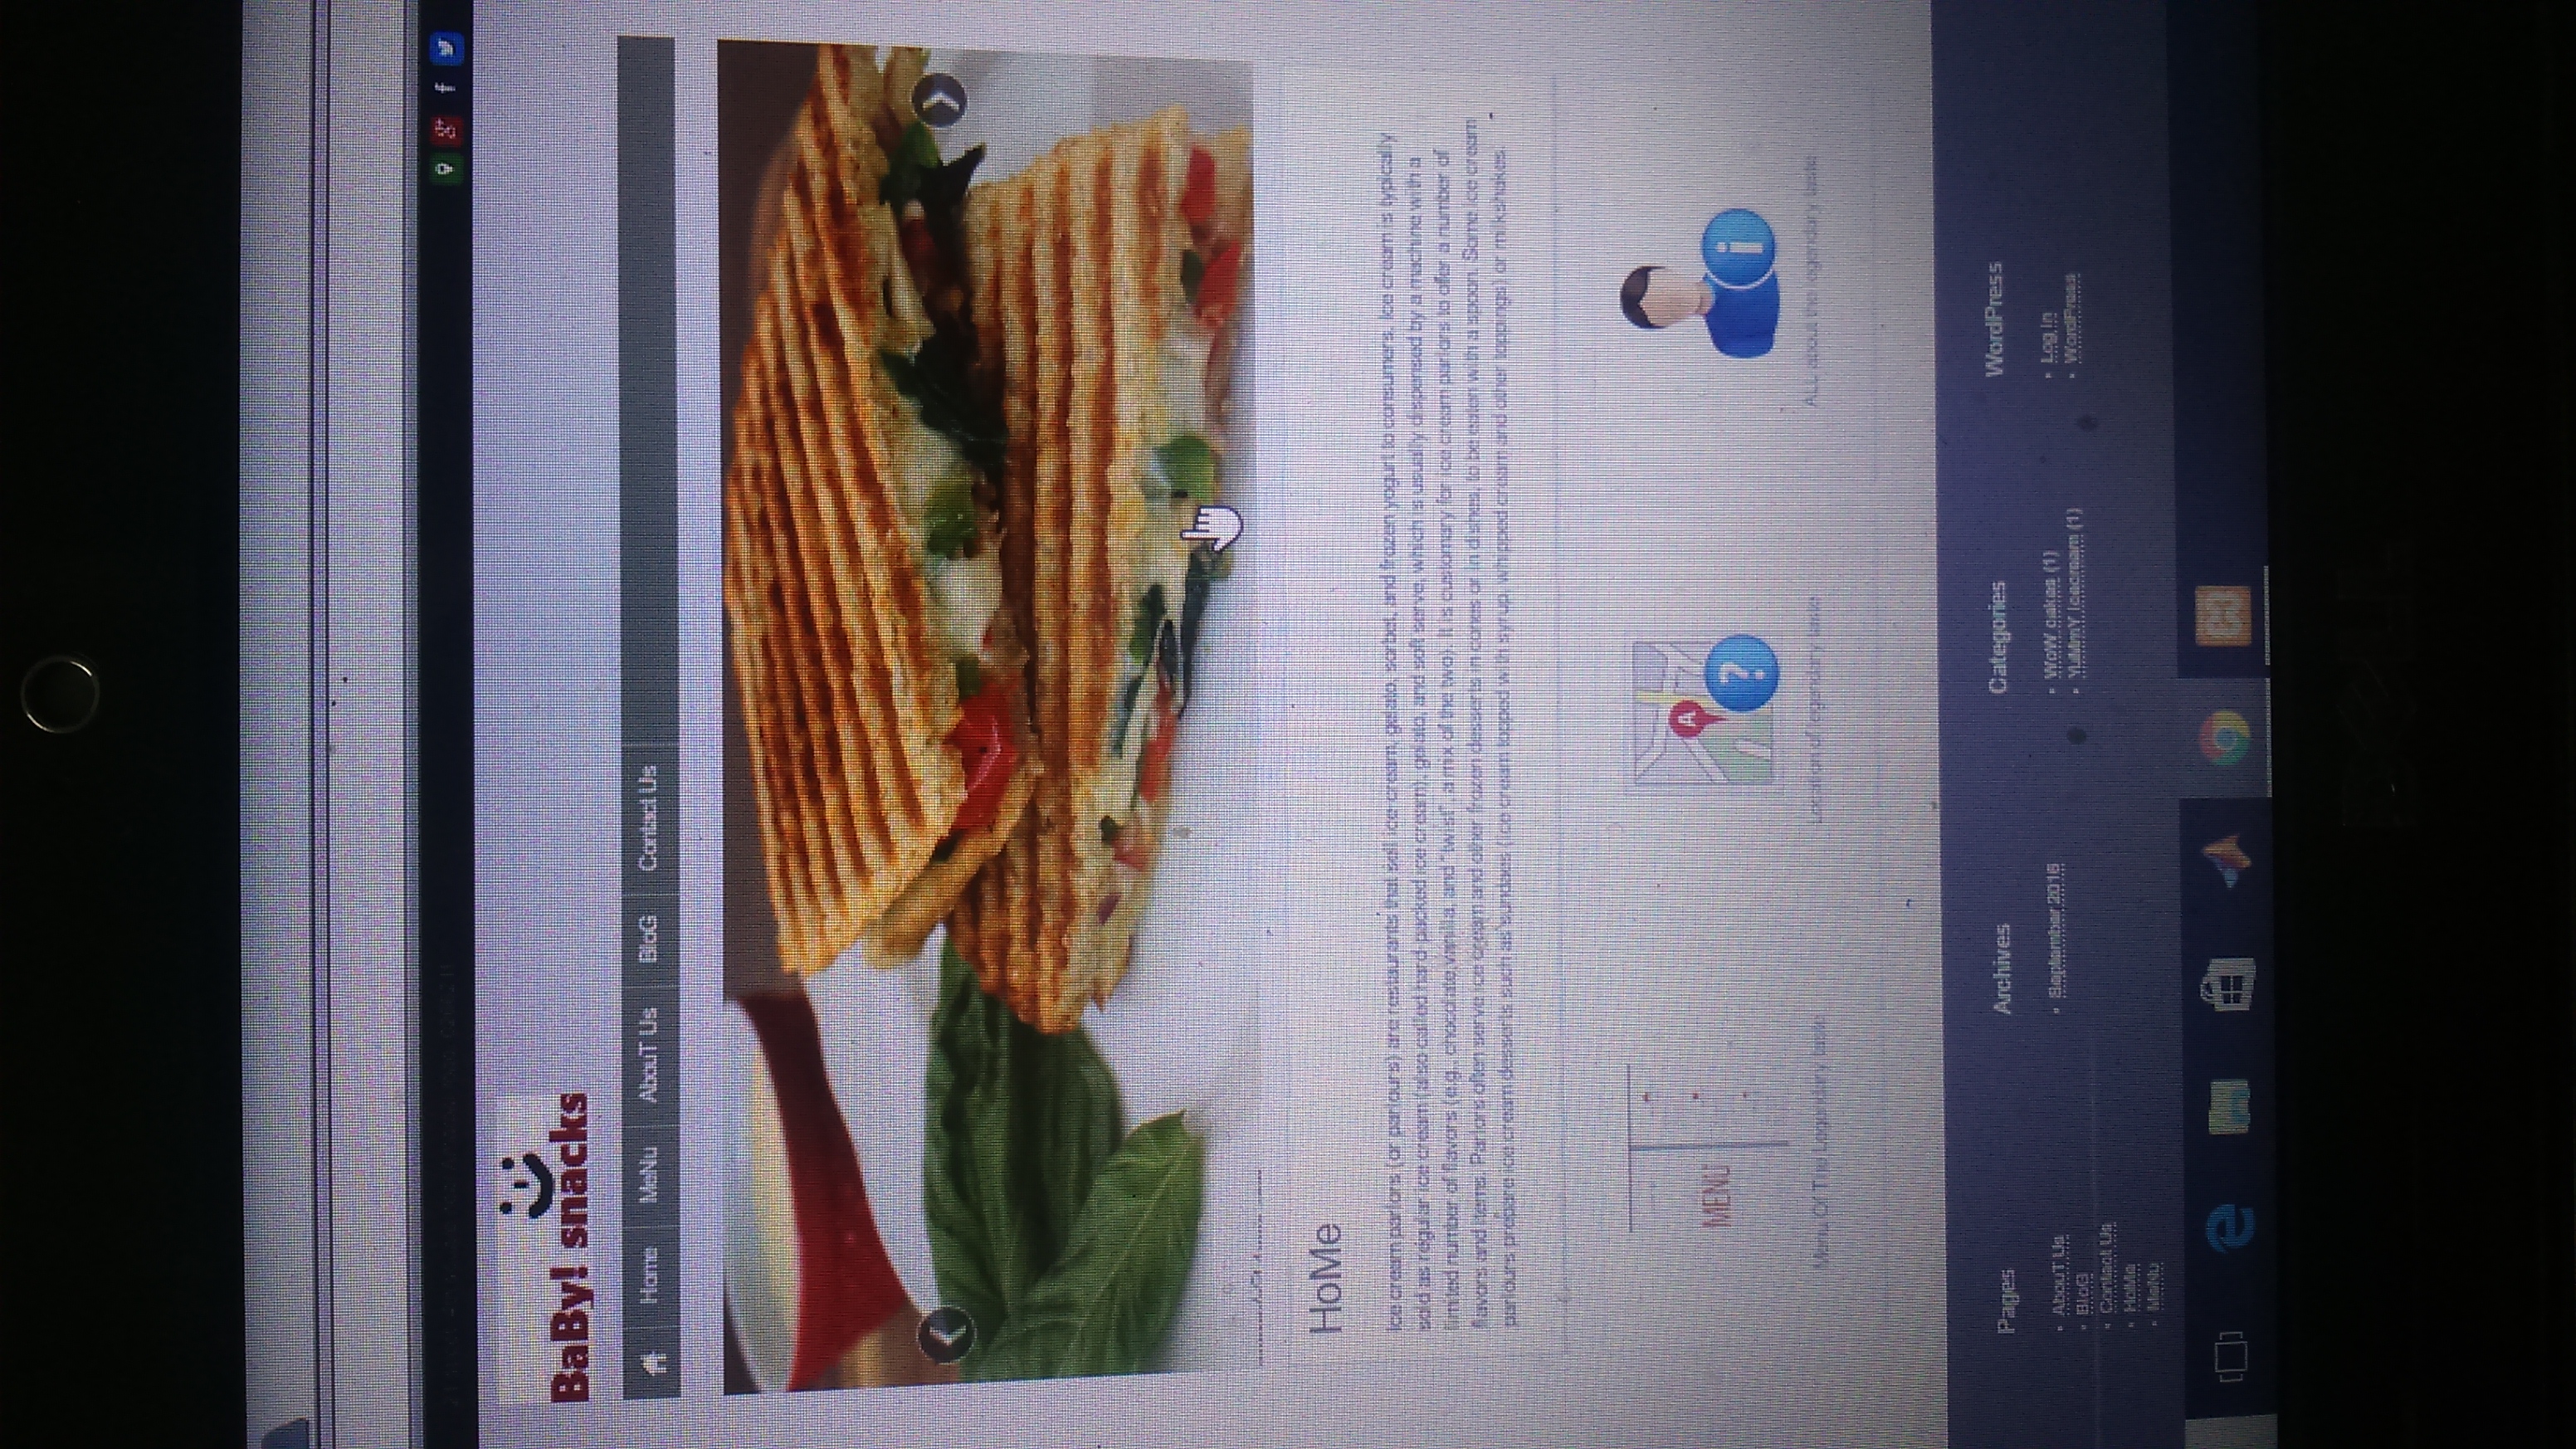 BaBy! snacks
Home MeNu AbouT Us BloG Contact Us
HoMe
Ice cream parlors (or parlours) are restaurants that sell ice cream, gelato, sorbet, and frozen yogurt to consumers. Ice cream is typically
sold as regular ice cream (also called hard-packed ice cream), gelato, and soft serve, which is usually dispensed by a machine with a
limited number of flavors (e.g., chocolate,vanilla, and "twist", a mix of the two). It is customary for ice cream parlors to offer a number of
flavors and items. Parlors often serve ice cream and other frozen desserts in cones or in dishes, to be eaten with a spoon. Some ice cream
parlours prepare ice cream desserts such as sundaes (ice cream topped with syrup, whipped cream and other toppings) or milkshakes.
MENU
A
?
i
Menu Of The Legendary taste
Location of legendary taste
ALL about the legendary taste
Pages
AbouT Us
BloG
Contact Us
HoMe
MeNu
Archives
September 2016
Categories
WoW cakes (1)
YuMmY Icecream (1)
WordPress
Log in
WordPress
DELL